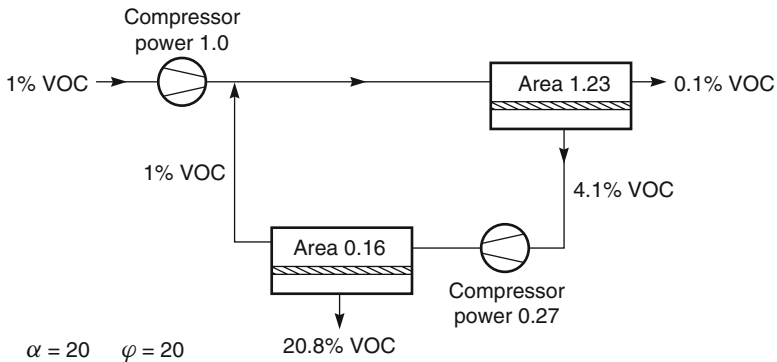 Compressor
power 1.0
1% VOC
Area 1.23
0.1% VOC
1% VOC
4.1% VOC
Area 0.16
Compressor
power 0.27
20.8% VOC
α = 20 φ = 20